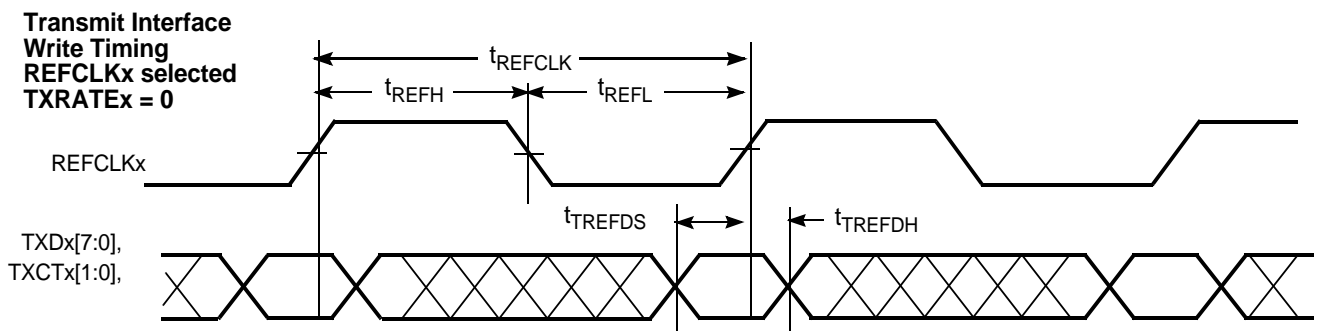 Transmit Interface
Write Timing
REFCLKx selected
TXRATEx = 0
tREFCLK
tREFH
tREFL
REFCLKx
tTREFDS
tTREFDH
TXDx[7:0],
TXCTx[1:0],